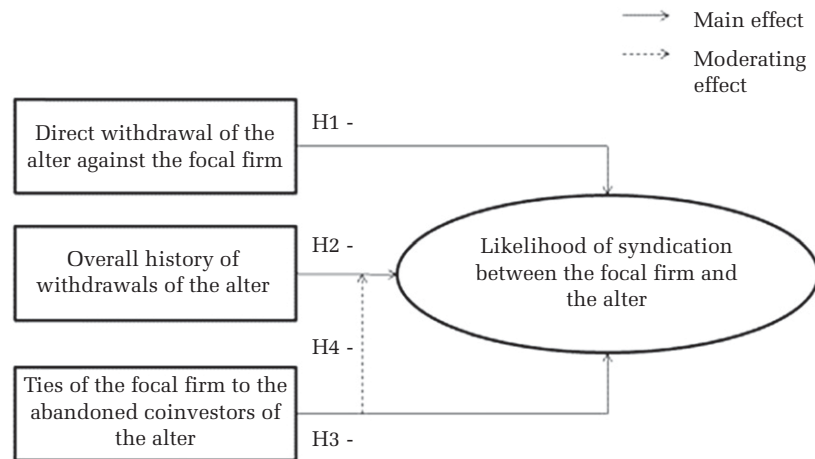 Main effect
Moderating
effect
H1 -
Direct withdrawal of the
alter against the focal firm
H2 -
Overall history of
withdrawals of the alter
Likelihood of syndication
between the focal firm and
the alter
H4 -
Ties of the focal firm to the
abandoned coinvestors of
the alter
H3 -